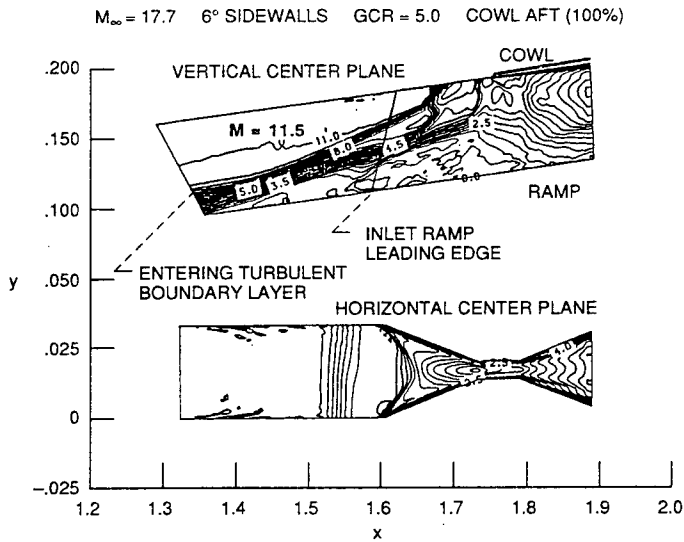 M∞ = 17.7 6° SIDEWALLS GCR = 5.0 COWL AFT (100%)
COWL
.200
VERTICAL CENTER PLANE
.150
M ≈ 11.5
11.0
8.0
4.5
2.5
5.0
3.5
0.0
RAMP
.100
INLET RAMP
LEADING EDGE
ENTERING TURBULENT
BOUNDARY LAYER
.050
y
HORIZONTAL CENTER PLANE
.025
2.5
4.0
3.5
0
-.025
1.2 1.3 1.4 1.5 1.6 1.7 1.8 1.9 2.0
x